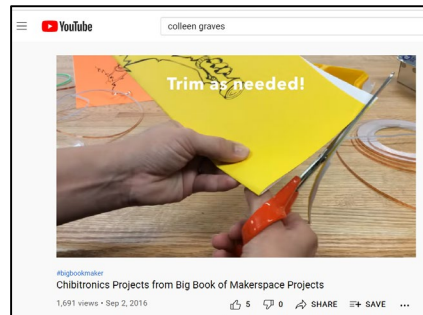 YouTube
colleen graves
Trim as needed!
#bigbookmaker
Chibitronics Projects from Big Book of Makerspace Projects
1,691 views • Sep 2, 2016 5 0 SHARE SAVE